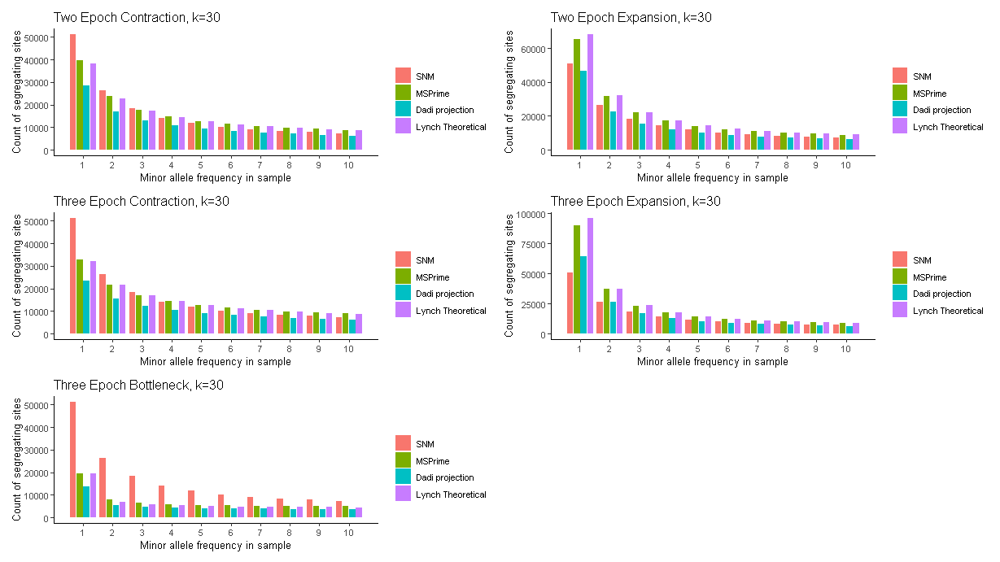 Two Epoch Contraction, k=30
Count of segregating sites
50000
40000
30000
20000
10000
0
1 2 3 4 5 6 7 8 9 10
Minor allele frequency in sample
SNM
MSPrime
Dadi projection
Lynch Theoretical
Two Epoch Expansion, k=30
Count of segregating sites
60000
40000
20000
0
1 2 3 4 5 6 7 8 9 10
Minor allele frequency in sample
SNM
MSPrime
Dadi projection
Lynch Theoretical
Three Epoch Contraction, k=30
Count of segregating sites
50000
40000
30000
20000
10000
0
1 2 3 4 5 6 7 8 9 10
Minor allele frequency in sample
SNM
MSPrime
Dadi projection
Lynch Theoretical
Three Epoch Expansion, k=30
Count of segregating sites
100000
75000
50000
25000
0
1 2 3 4 5 6 7 8 9 10
Minor allele frequency in sample
SNM
MSPrime
Dadi projection
Lynch Theoretical
Three Epoch Bottleneck, k=30
Count of segregating sites
50000
40000
30000
20000
10000
0
1 2 3 4 5 6 7 8 9 10
Minor allele frequency in sample
SNM
MSPrime
Dadi projection
Lynch Theoretical